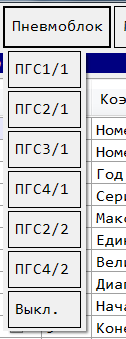 Пневмоблок
ПГС1/1
ПГС2/1
ПГС3/1
ПГС4/1
ПГС2/2
ПГС4/2
Выкл.
Коэ
Номе
Номе
Год
Сери
Макс
Един
Вели
Диап
Нача
Коне